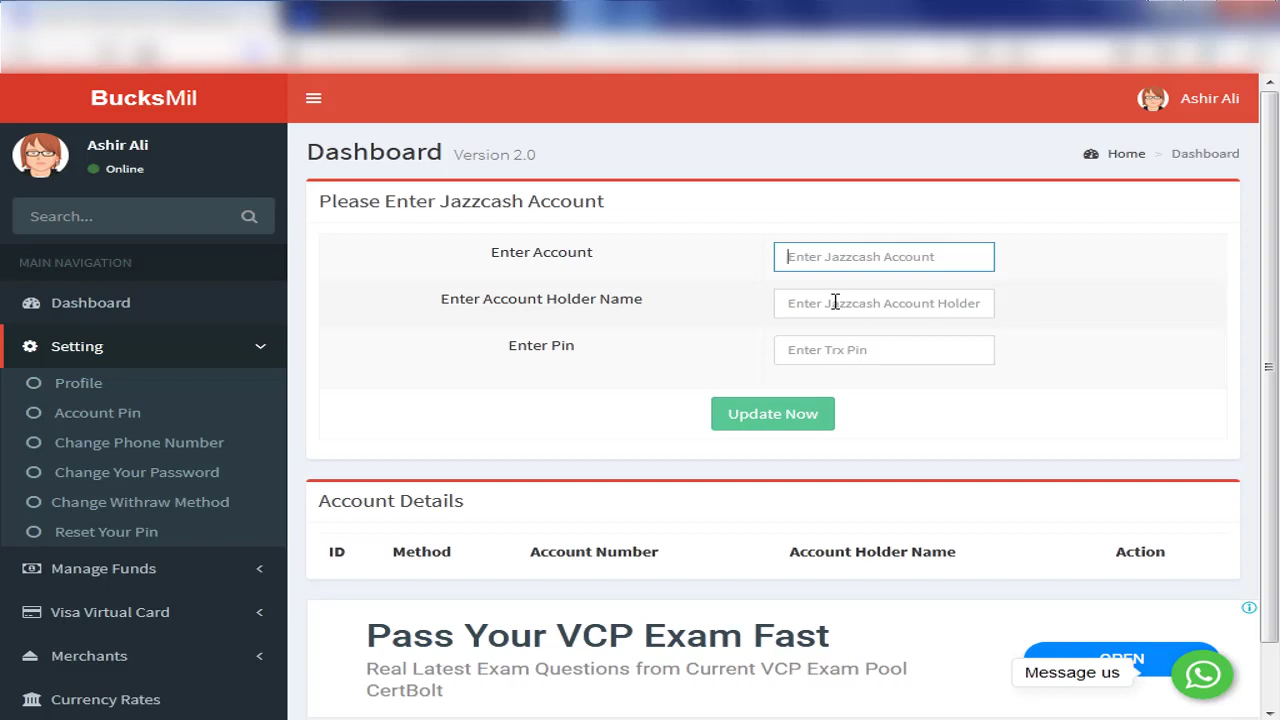 BucksMil
Ashir Ali
Ashir Ali
Online
Search...
MAIN NAVIGATION
Dashboard
Setting
Profile
Account Pin
Change Phone Number
Change Your Password
Change Withraw Method
Reset Your Pin
Manage Funds
Visa Virtual Card
Merchants
Currency Rates
Dashboard Version 2.0
Home > Dashboard
Please Enter Jazzcash Account
Enter Account
Enter Jazzcash Account
Enter Account Holder Name
Enter Jazzcash Account Holder
Enter Pin
Enter Trx Pin
Update Now
Account Details
ID Method Account Number Account Holder Name Action
Pass Your VCP Exam Fast
Real Latest Exam Questions from Current VCP Exam Pool
CertBolt
OPEN
Message us